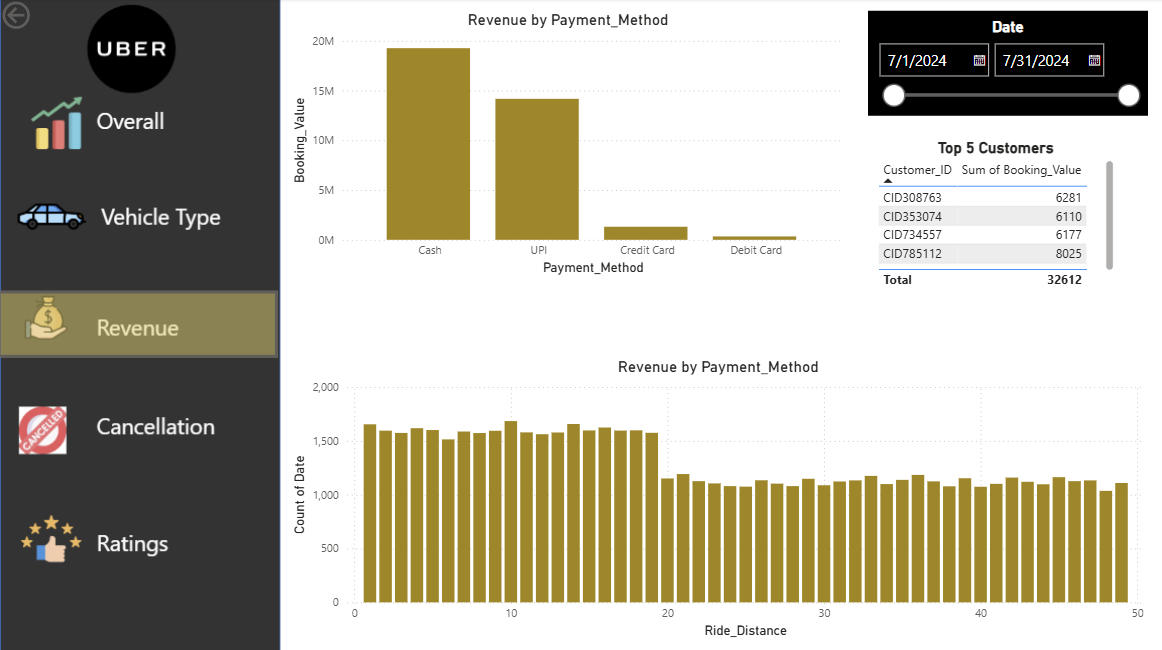 UBER
Overall
Vehicle Type
Revenue
CANCELLED
Cancellation
Ratings
Revenue by Payment_Method
Booking_Value
20M
15M
10M
5M
0M
Cash UPI Credit Card Debit Card
Payment_Method
Date
7/1/2024 7/31/2024
Top 5 Customers
Customer_ID Sum of Booking_Value
CID308763 6281
CID353074 6110
CID734557 6177
CID785112 8025
Total 32612
Revenue by Payment_Method
Count of Date
2,000
1,500
1,000
500
0
0 10 20 30 40 50
Ride_Distance